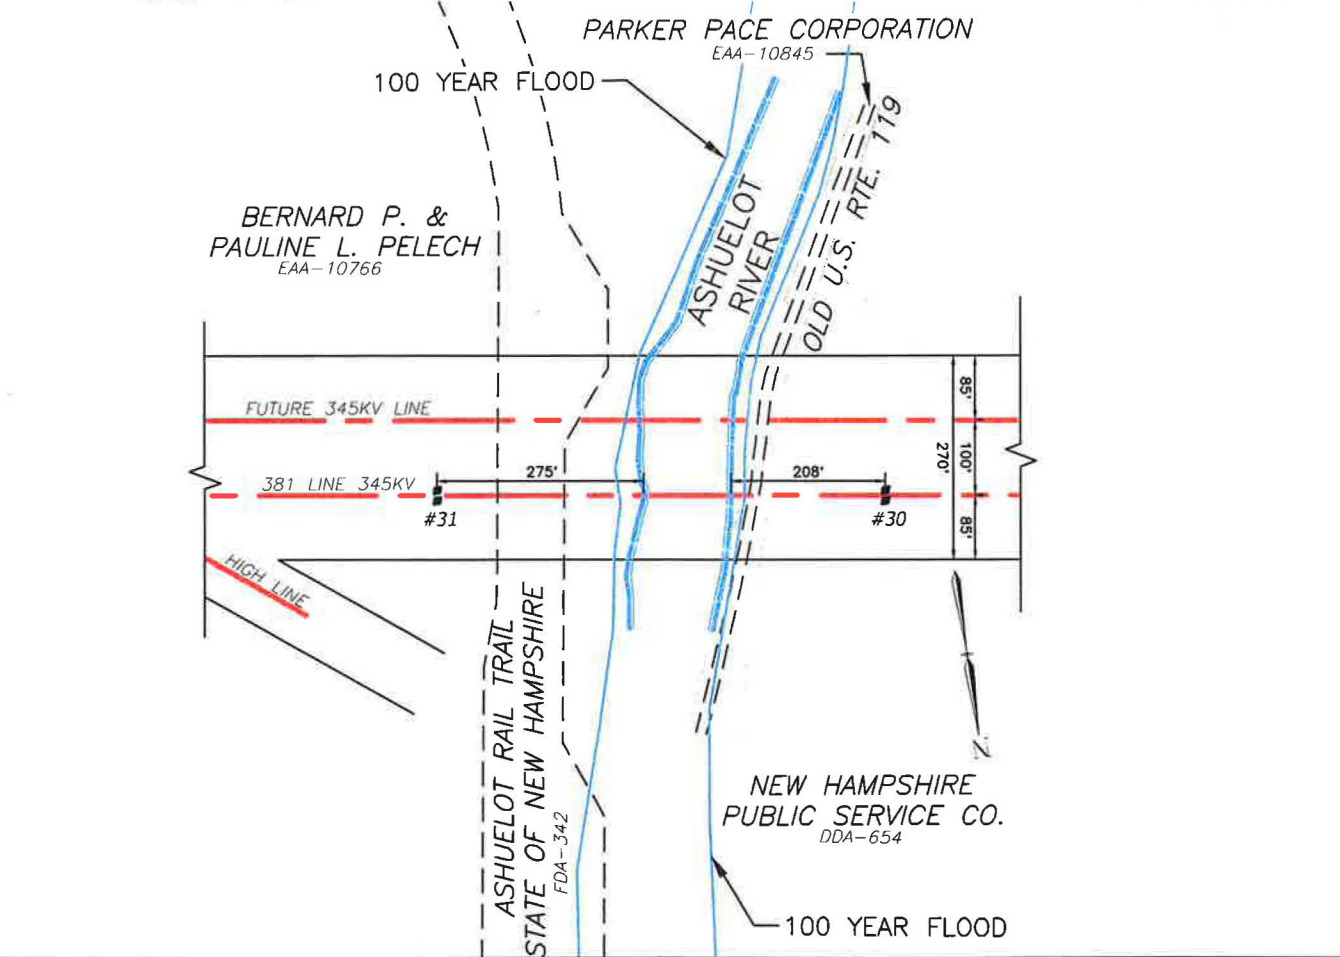 PARKER PACE CORPORATION
EAA-10845
100 YEAR FLOOD
OLD U.S. RTE. 119
ASHUELOT
RIVER
BERNARD P. &
PAULINE L. PELECH
EAA-10766
FUTURE 345KV LINE
85'
100'
270'
85'
275'
208'
381 LINE 345KV
#31
#30
HIGH LINE
ASHUELOT RAIL TRAIL
STATE OF NEW HAMPSHIRE
FDA-342
N
NEW HAMPSHIRE
PUBLIC SERVICE CO.
DDA-654
100 YEAR FLOOD